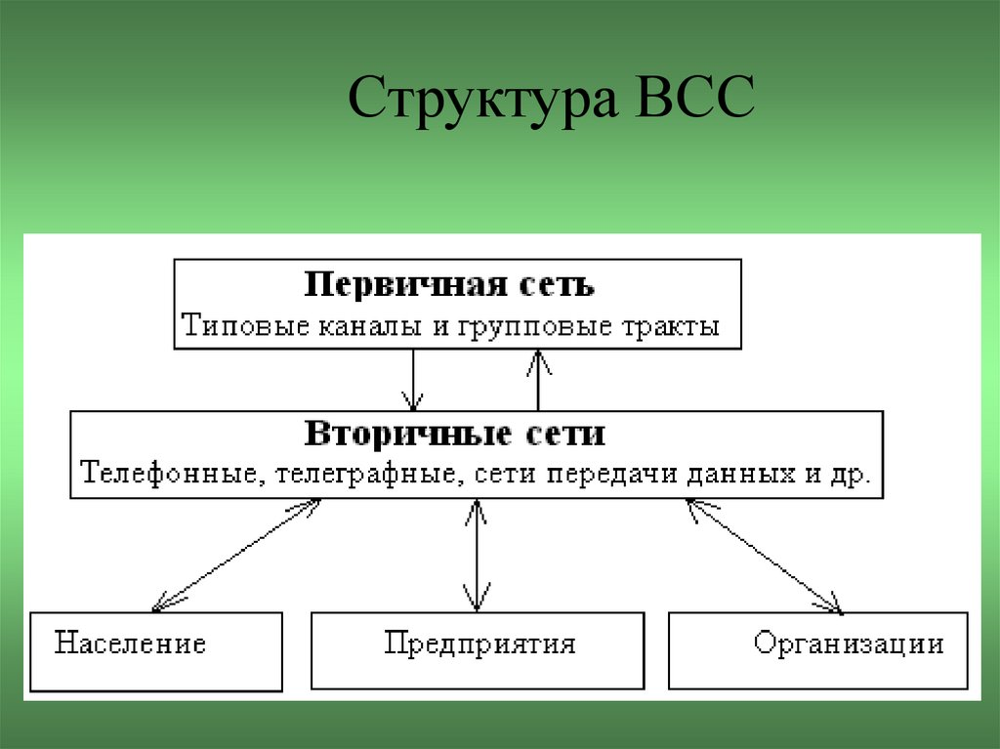 Структура ВСС
Первичная сеть
Типовые каналы и групповые тракты
Вторичные сети
Телефонные, телеграфные, сети передачи данных и др.
Население
Предприятия
Организации